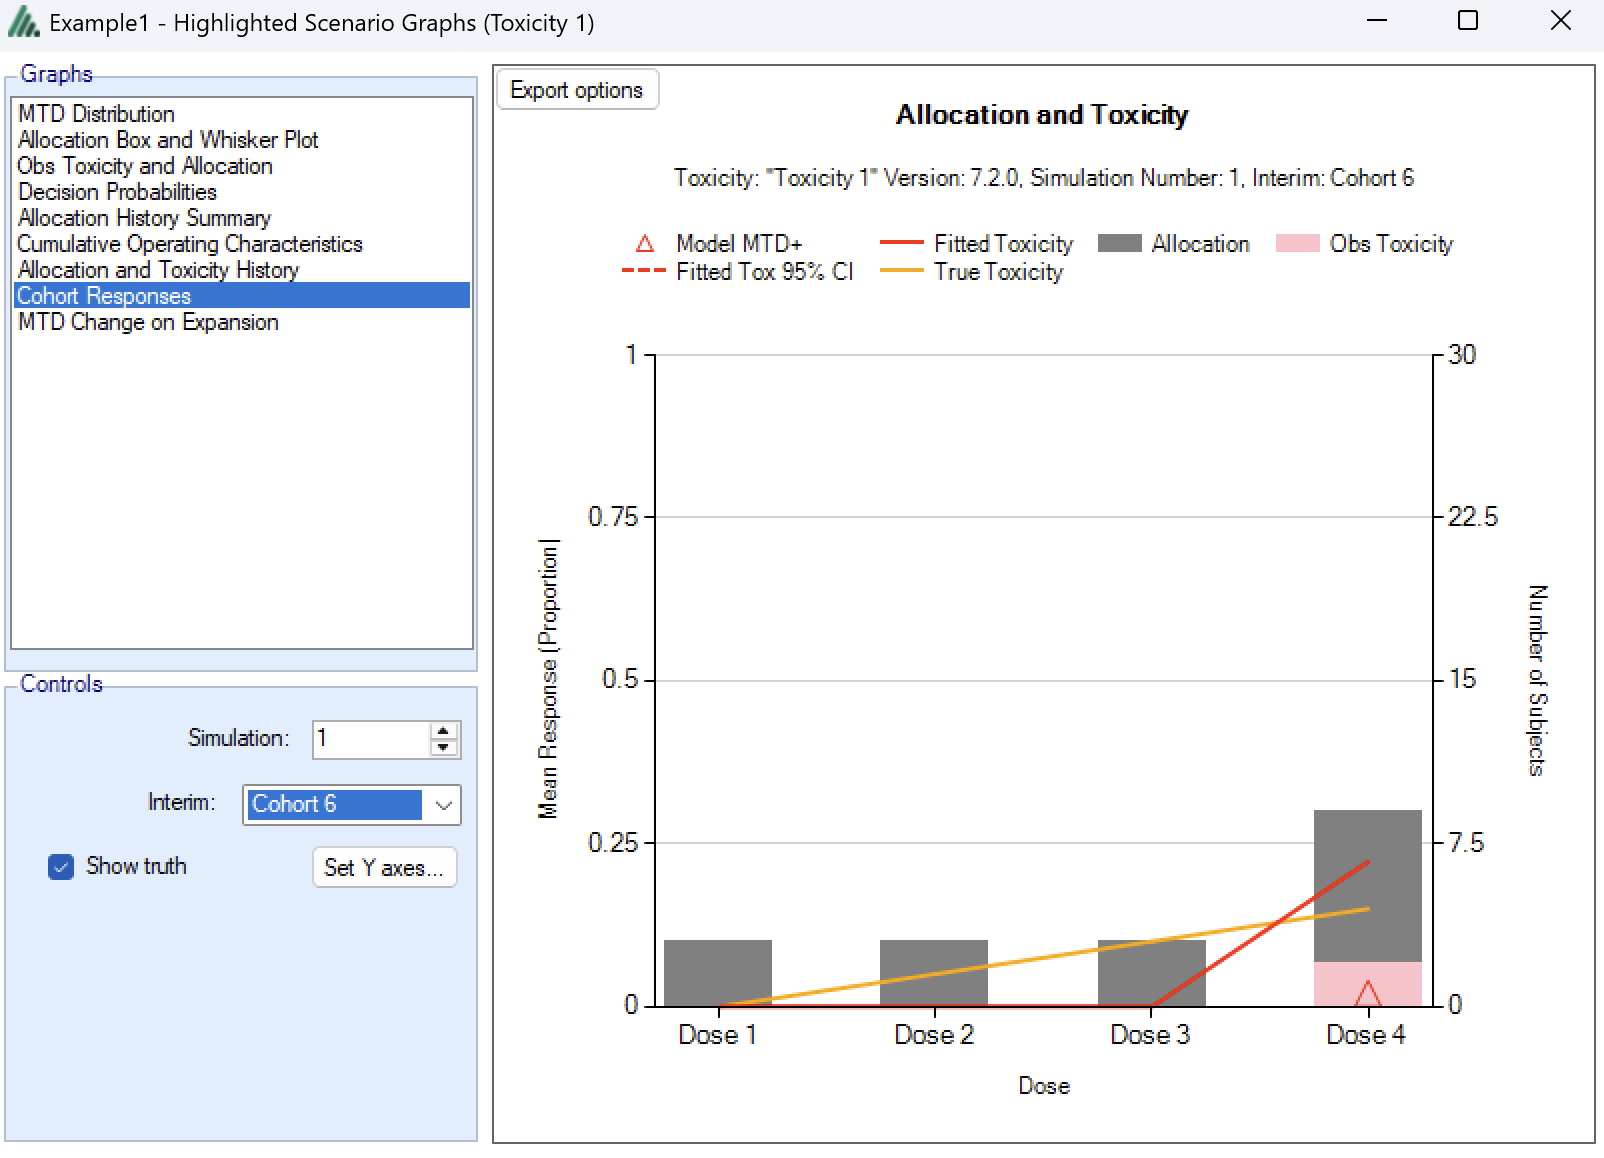 Example1 - Highlighted Scenario Graphs (Toxicity 1)
Graphs
MTD Distribution
Allocation Box and Whisker Plot
Obs Toxicity and Allocation
Decision Probabilities
Allocation History Summary
Cumulative Operating Characteristics
Allocation and Toxicity History
Cohort Responses
MTD Change on Expansion
Controls
Simulation: 1
Interim: Cohort 6
Show truth
Set Y axes...
Export options
Allocation and Toxicity
Toxicity: "Toxicity 1" Version: 7.2.0, Simulation Number: 1, Interim: Cohort 6
Model MTD+ Fitted Toxicity Allocation Obs Toxicity
Fitted Tox 95% CI True Toxicity
Mean Response (Proportion)
1
0.75
0.5
0.25
0
30
22.5
15
7.5
0
Number of Subjects
Dose 1 Dose 2 Dose 3 Dose 4
Dose